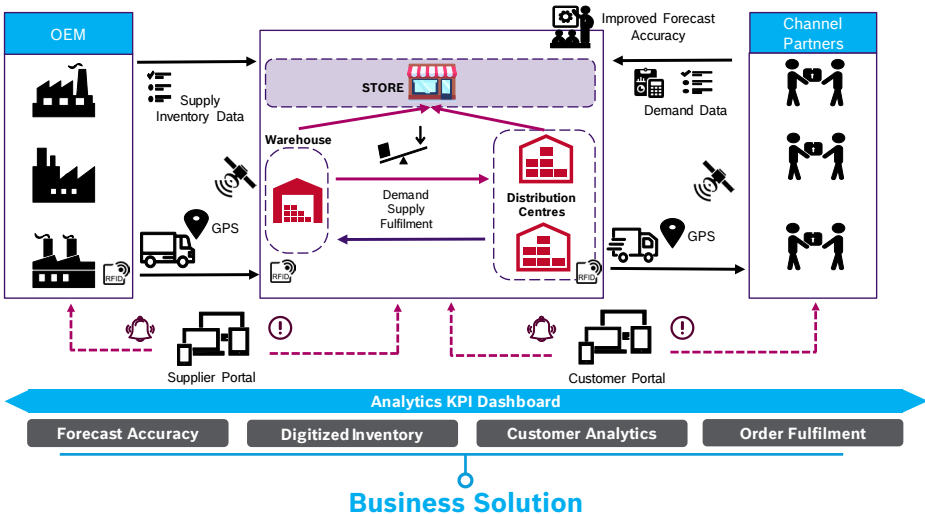 OEM
Improved Forecast
Accuracy
Channel
Partners
STORE
Supply
Inventory Data
Demand Data
Warehouse
Demand
Supply
Fulfilment
Distribution
Centres
GPS
GPS
RFID
RFID
RFID
Supplier Portal
Customer Portal
Analytics KPI Dashboard
Forecast Accuracy
Digitized Inventory
Customer Analytics
Order Fulfilment
Business Solution